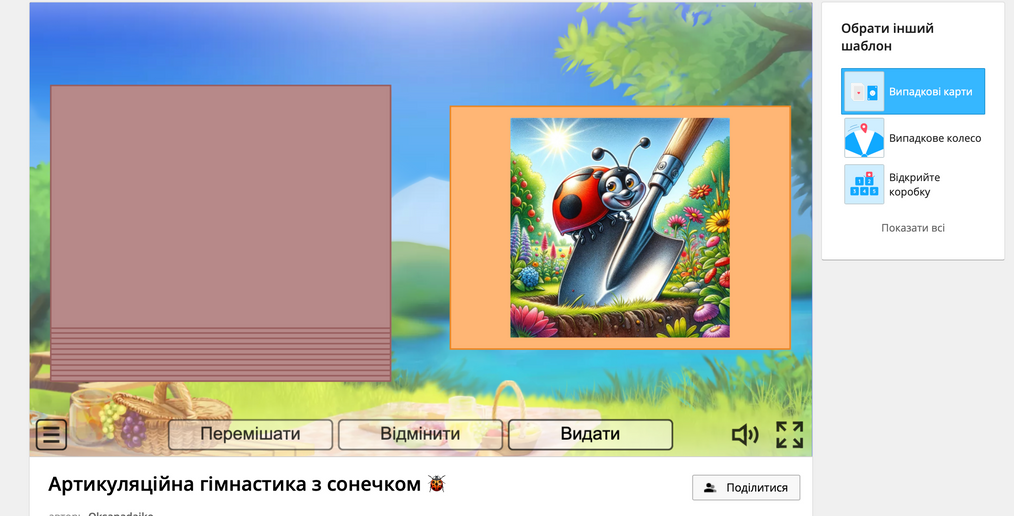 Обрати інший
шаблон
Випадкові карти
Випадкове колесо
Відкрийте
коробку
Показати всі
Перемішати
Відмінити
Видати
Артикуляційна гімнастика з сонечком 🐞
Поділитися